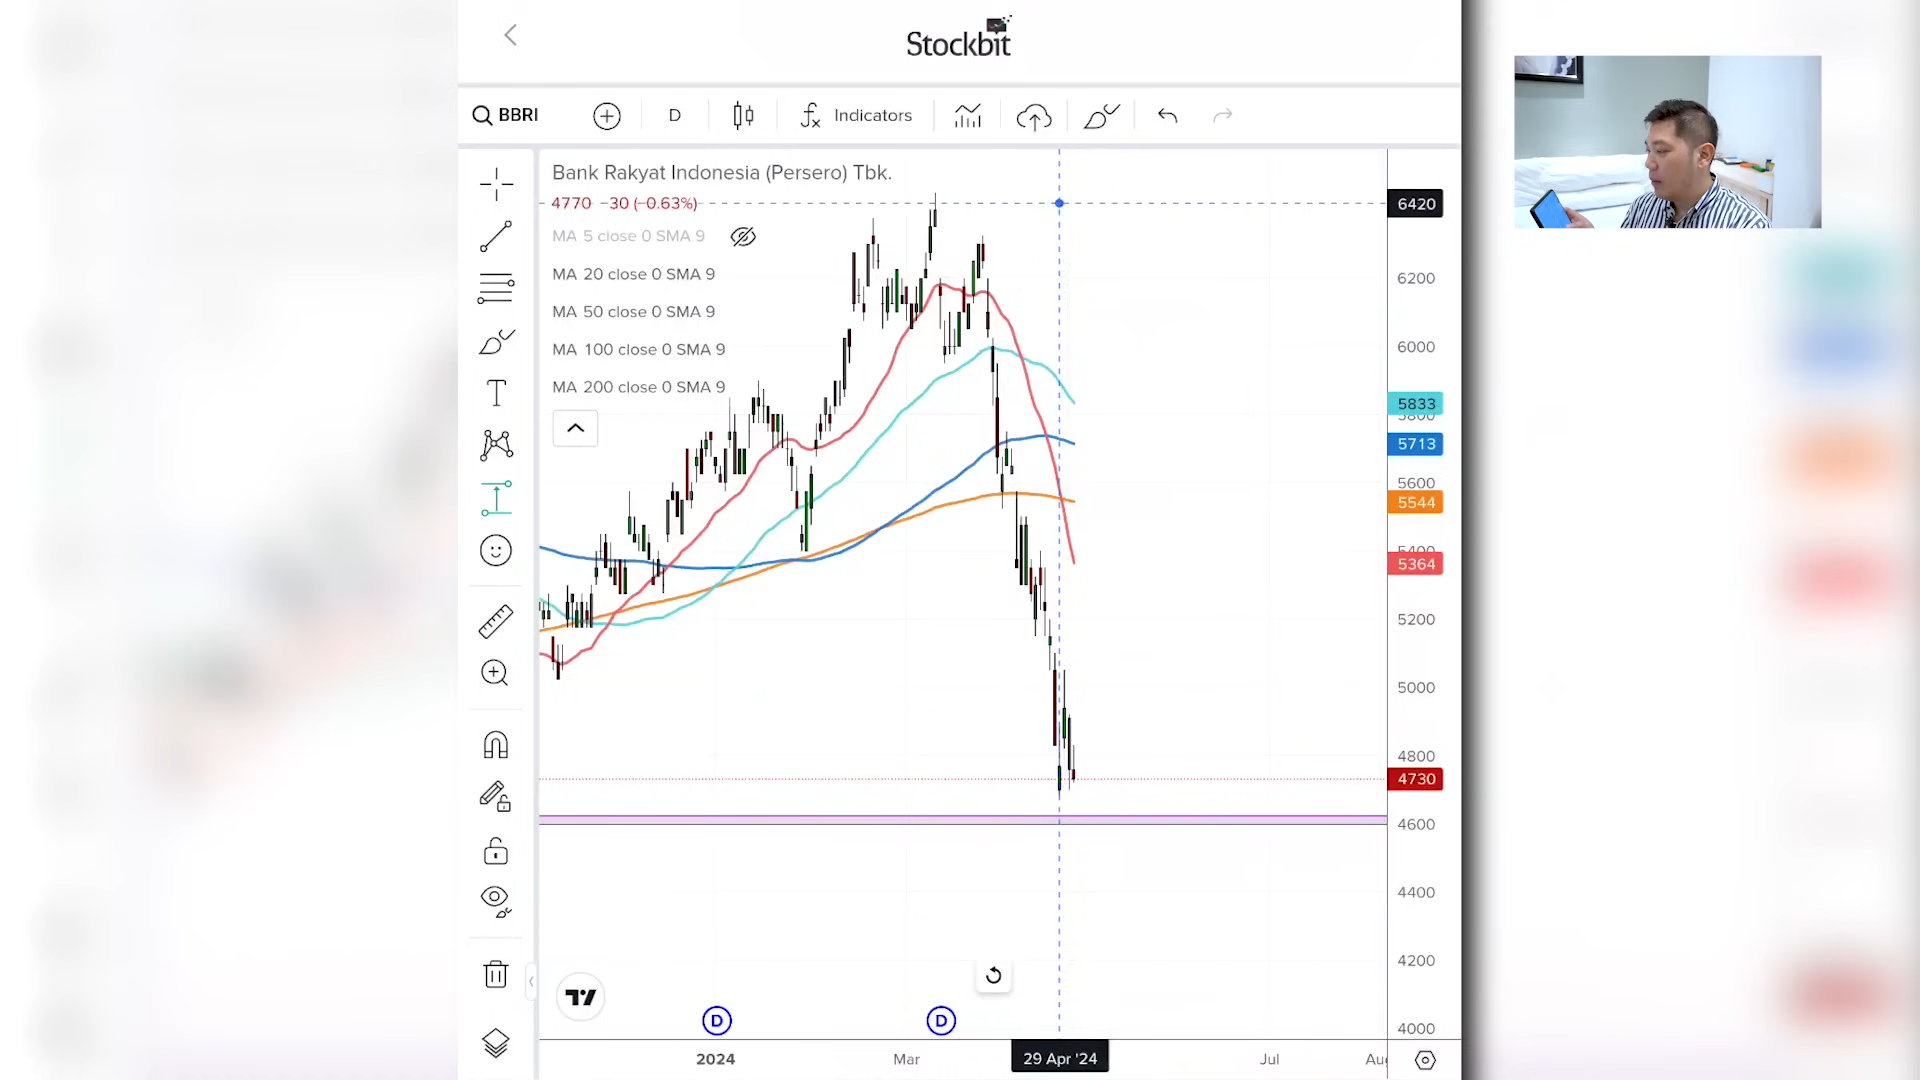 Stockbit
BBRI
D
Indicators
Bank Rakyat Indonesia (Persero) Tbk.
4770 −30 (−0.63%)
MA 5 close 0 SMA 9
MA 20 close 0 SMA 9
MA 50 close 0 SMA 9
MA 100 close 0 SMA 9
MA 200 close 0 SMA 9
6420
6200
6000
5833
5800
5713
5600
5544
5400
5364
5200
5000
4800
4730
4600
4400
4200
4000
D
D
2024
Mar
29 Apr '24
Jul
Aug